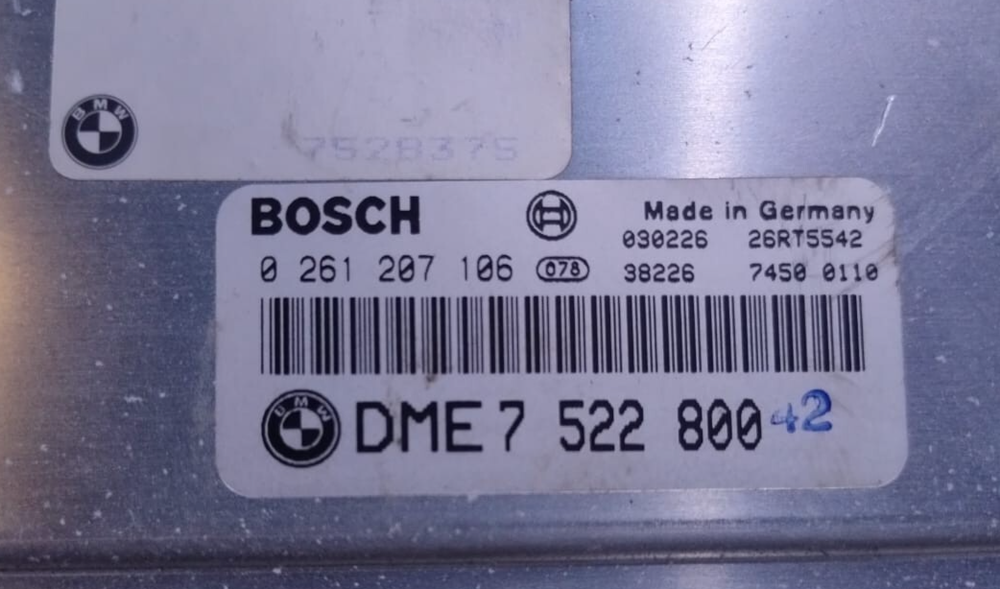 BMW
7528375
BOSCH
Made in Germany
030226 26RT5542
0 261 207 106 078 38226 7450 0110
BMW
DME 7 522 800 42